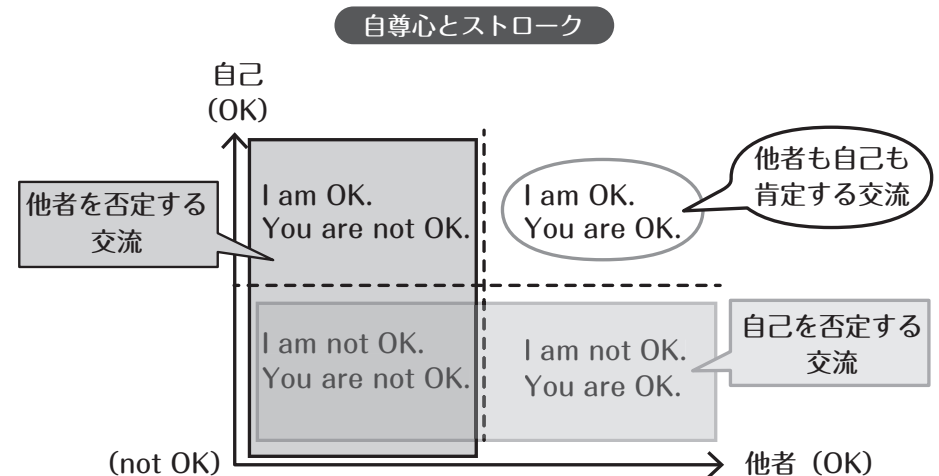 自尊心とストローク
自己
(OK)
他者を否定する
交流
I am OK.
You are not OK.
I am OK.
You are OK.
他者も自己も
肯定する交流
I am not OK.
You are not OK.
I am not OK.
You are OK.
自己を否定する
交流
(not OK)
他者 (OK)